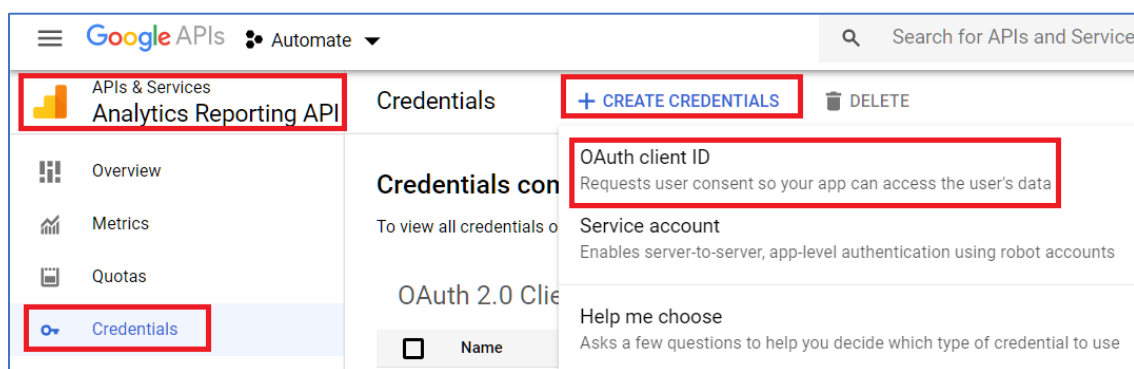 Google APIs Automate
Search for APIs and Service
APIs & Services
Analytics Reporting API
Credentials
+ CREATE CREDENTIALS
DELETE
Overview
Metrics
Quotas
Credentials
Credentials com
To view all credentials o
OAuth 2.0 Clie
Name
OAuth client ID
Requests user consent so your app can access the user's data
Service account
Enables server-to-server, app-level authentication using robot accounts
Help me choose
Asks a few questions to help you decide which type of credential to use